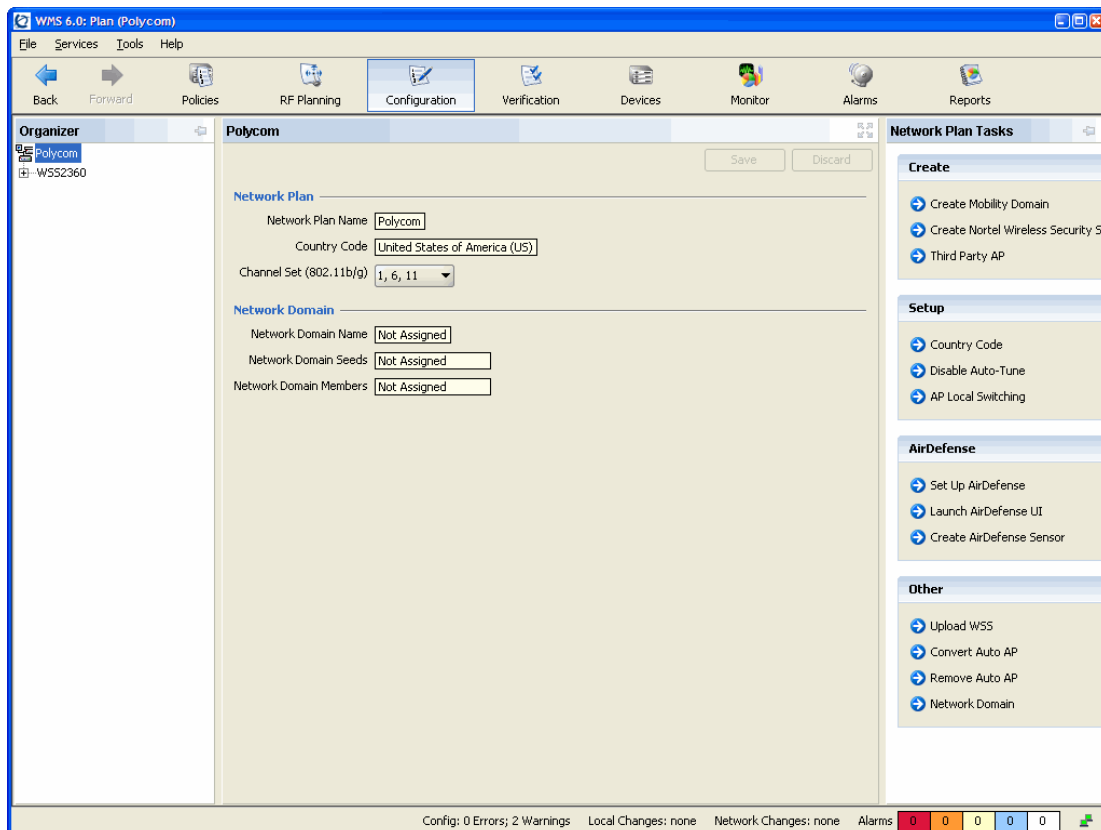 WMS 6.0: Plan (Polycom)
File Services Tools Help
Back Forward Policies RF Planning Configuration Verification Devices Monitor Alarms Reports
Organizer
Polycom
WSS2360
Polycom
Save Discard
Network Plan
Network Plan Name Polycom
Country Code United States of America (US)
Channel Set (802.11b/g) 1, 6, 11
Network Domain
Network Domain Name Not Assigned
Network Domain Seeds Not Assigned
Network Domain Members Not Assigned
Network Plan Tasks
Create
Create Mobility Domain
Create Nortel Wireless Security S
Third Party AP
Setup
Country Code
Disable Auto-Tune
AP Local Switching
AirDefense
Set Up AirDefense
Launch AirDefense UI
Create AirDefense Sensor
Other
Upload WSS
Convert Auto AP
Remove Auto AP
Network Domain
Config: 0 Errors; 2 Warnings Local Changes: none Network Changes: none Alarms 0 0 0 0 0